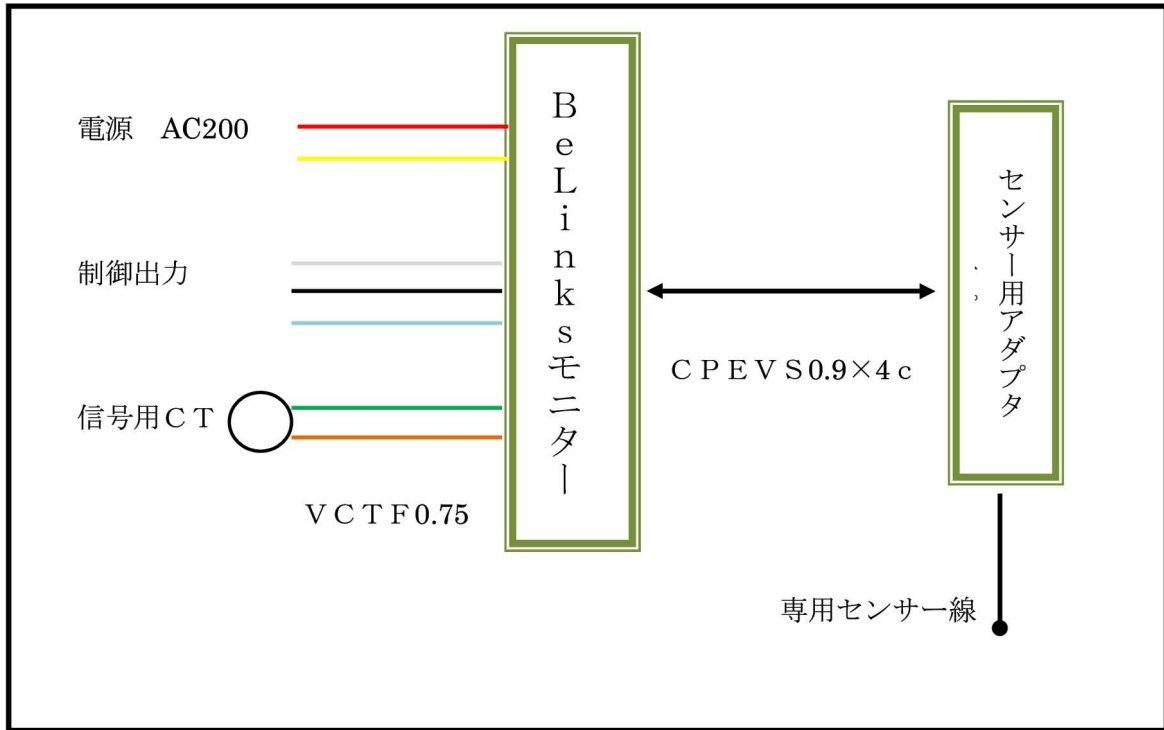 電源　AC200
制御出力
信号用ＣＴ
ＶＣＴＦ0.75
ＢｅＬｉｎｋｓモニター
ＣＰＥＶＳ0.9×4ｃ
センサー用アダプタ
専用センサー線